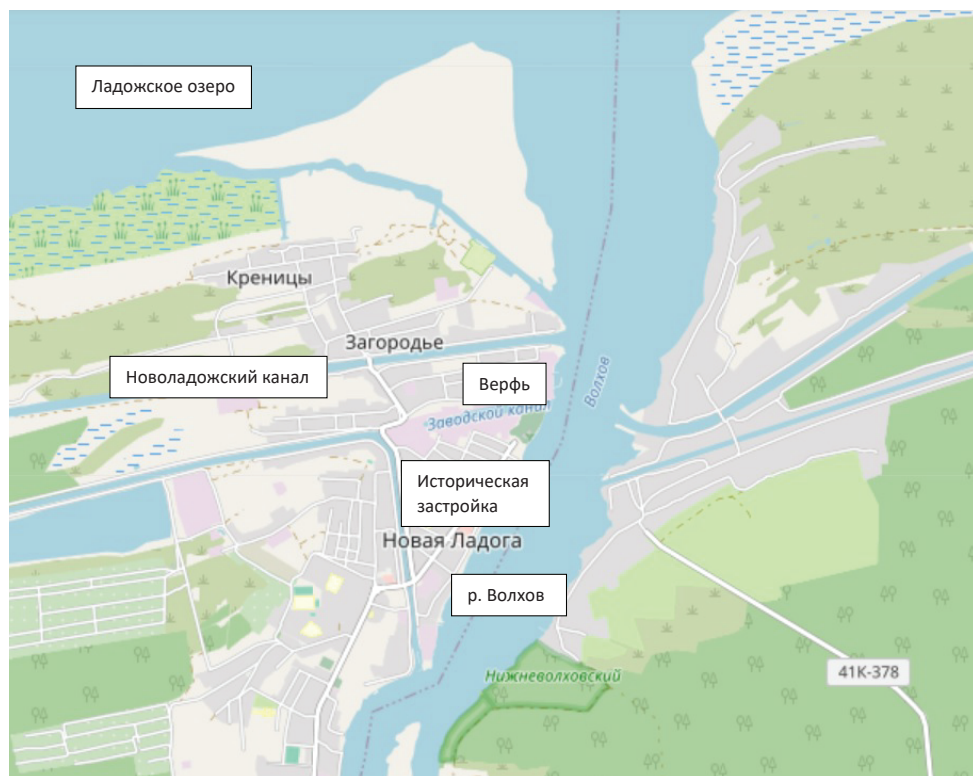 Ладожское озеро
Креницы
Загородье
Новоладожский канал
Верфь
Волхов
Заводской канал
Историческая
застройка
Новая Ладога
р. Волхов
Нижневолховский
41К-378